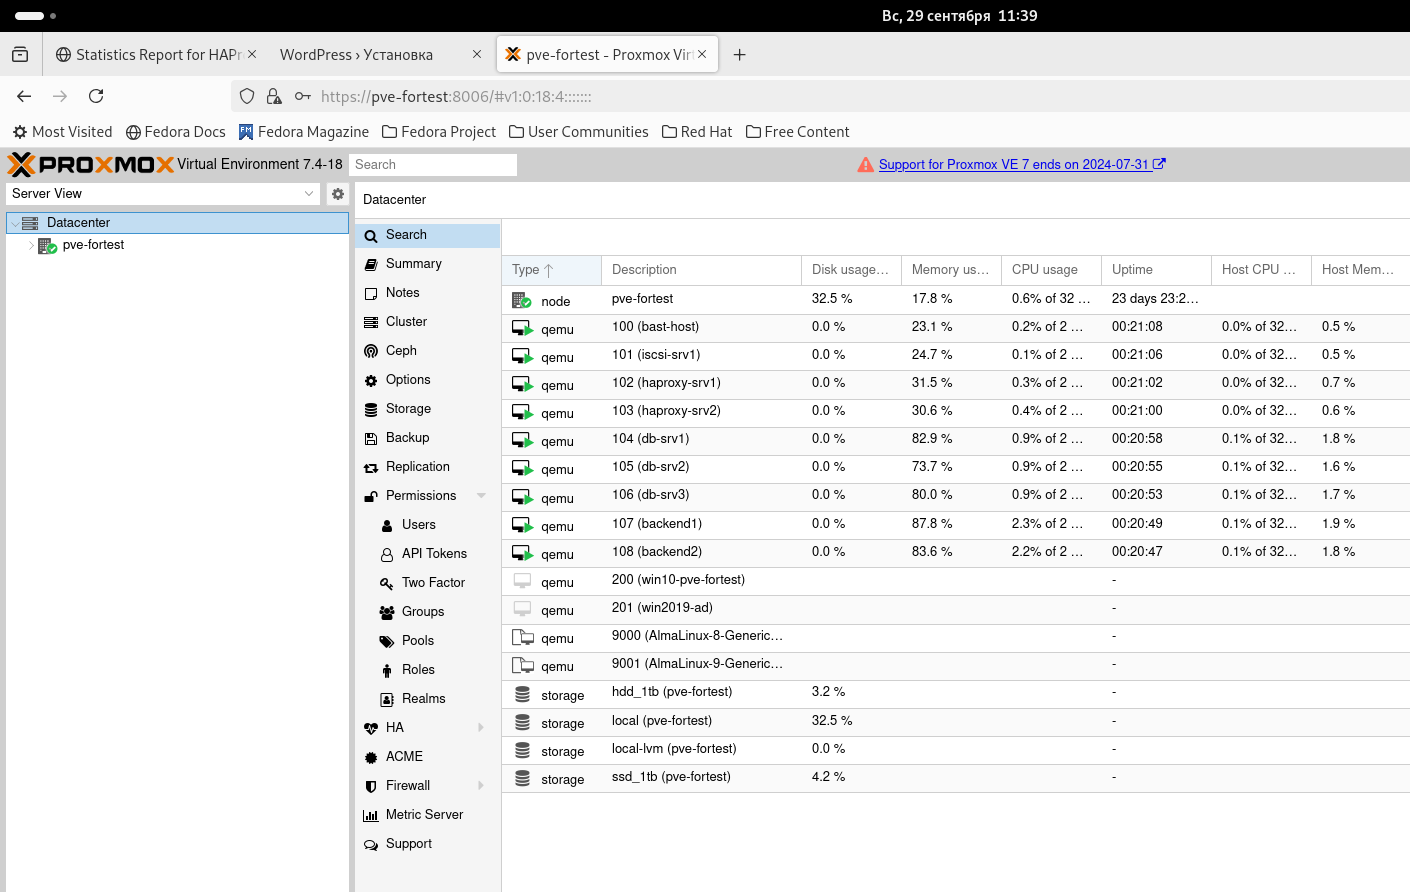 Вс, 29 сентября 11:39
Statistics Report for HAPr
WordPress › Установка
pve-fortest - Proxmox Vir
https://pve-fortest:8006/#v1:0:18:4:::::::
Most Visited Fedora Docs Fedora Magazine Fedora Project User Communities Red Hat Free Content
PROXMOX Virtual Environment 7.4-18 Search Support for Proxmox VE 7 ends on 2024-07-31
Server View
Datacenter
pve-fortest
Datacenter
Search
Summary
Notes
Cluster
Ceph
Options
Storage
Backup
Replication
Permissions
Users
API Tokens
Two Factor
Groups
Pools
Roles
Realms
HA
ACME
Firewall
Metric Server
Support
Type Description Disk usage... Memory us... CPU usage Uptime Host CPU ... Host Mem...
node pve-fortest 32.5 % 17.8 % 0.6% of 32 ... 23 days 23:2...
qemu 100 (bast-host) 0.0 % 23.1 % 0.2% of 2 ... 00:21:08 0.0% of 32... 0.5 %
qemu 101 (iscsi-srv1) 0.0 % 24.7 % 0.1% of 2 ... 00:21:06 0.0% of 32... 0.5 %
qemu 102 (haproxy-srv1) 0.0 % 31.5 % 0.3% of 2 ... 00:21:02 0.0% of 32... 0.7 %
qemu 103 (haproxy-srv2) 0.0 % 30.6 % 0.4% of 2 ... 00:21:00 0.0% of 32... 0.6 %
qemu 104 (db-srv1) 0.0 % 82.9 % 0.9% of 2 ... 00:20:58 0.1% of 32... 1.8 %
qemu 105 (db-srv2) 0.0 % 73.7 % 0.9% of 2 ... 00:20:55 0.1% of 32... 1.6 %
qemu 106 (db-srv3) 0.0 % 80.0 % 0.9% of 2 ... 00:20:53 0.1% of 32... 1.7 %
qemu 107 (backend1) 0.0 % 87.8 % 2.3% of 2 ... 00:20:49 0.1% of 32... 1.9 %
qemu 108 (backend2) 0.0 % 83.6 % 2.2% of 2 ... 00:20:47 0.1% of 32... 1.8 %
qemu 200 (win10-pve-fortest) -
qemu 201 (win2019-ad) -
qemu 9000 (AlmaLinux-8-Generic... -
qemu 9001 (AlmaLinux-9-Generic... -
storage hdd_1tb (pve-fortest) 3.2 % -
storage local (pve-fortest) 32.5 % -
storage local-lvm (pve-fortest) 0.0 % -
storage ssd_1tb (pve-fortest) 4.2 % -